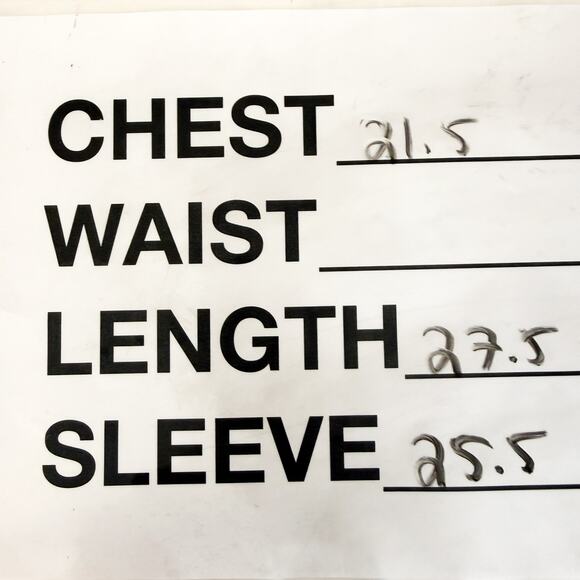 CHEST 21.5
WAIST
LENGTH 27.5
SLEEVE 25.5